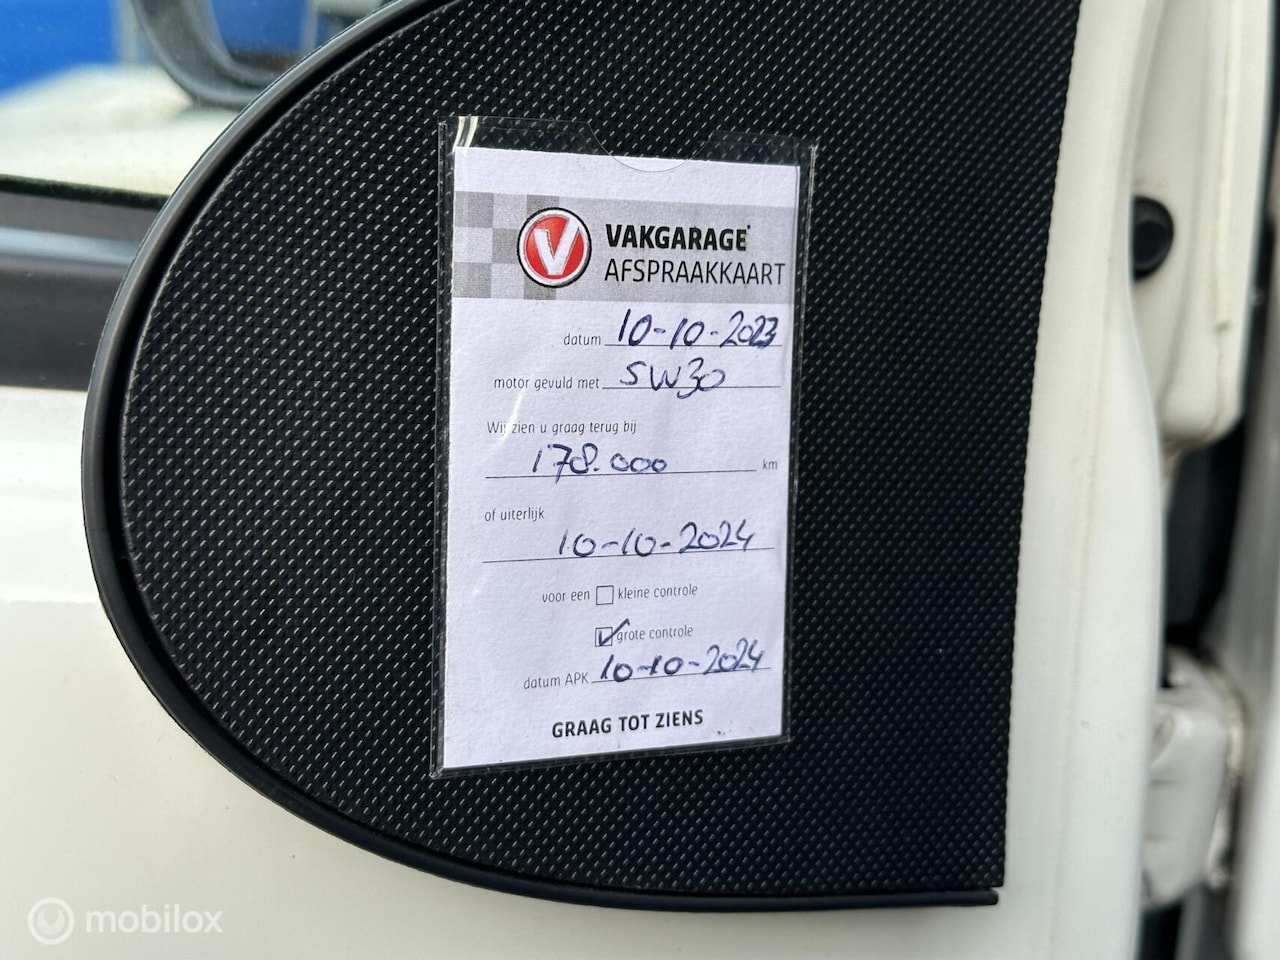 V VAKGARAGE
AFSPRAAKKAART
datum 10-10-2023
motor gevuld met 5W30
Wij zien u graag terug bij
178.000 km
of uiterlijk
10-10-2024
voor een kleine controle
grote controle
datum APK 10-10-2024
GRAAG TOT ZIENS
mobilox